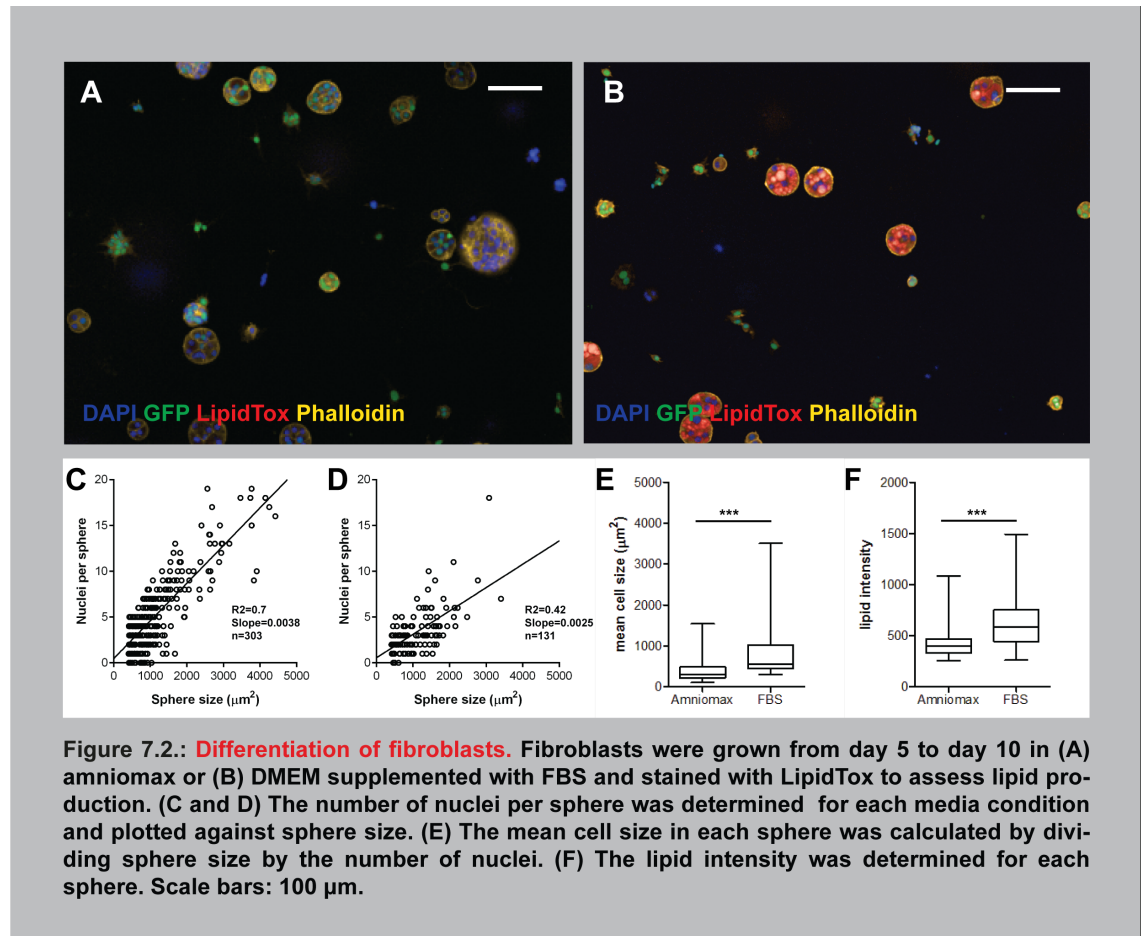 A
B
DAPI GFP LipidTox Phalloidin
DAPI GFP LipidTox Phalloidin
C
Nuclei per sphere
20
15
10
5
0
0 1000 2000 3000 4000 5000
Sphere size (µm²)
R2=0.7
Slope=0.0038
n=303
D
Nuclei per sphere
20
15
10
5
0
0 1000 2000 3000 4000 5000
Sphere size (µm²)
R2=0.42
Slope=0.0025
n=131
E
mean cell size (µm²)
5000
4000
3000
2000
1000
0
***
Amniomax FBS
F
lipid intensity
2000
1500
1000
500
0
***
Amniomax FBS
Figure 7.2.: Differentiation of fibroblasts. Fibroblasts were grown from day 5 to day 10 in (A)
amniomax or (B) DMEM supplemented with FBS and stained with LipidTox to assess lipid pro-
duction. (C and D) The number of nuclei per sphere was determined for each media condition
and plotted against sphere size. (E) The mean cell size in each sphere was calculated by divi-
ding sphere size by the number of nuclei. (F) The lipid intensity was determined for each
sphere. Scale bars: 100 µm.